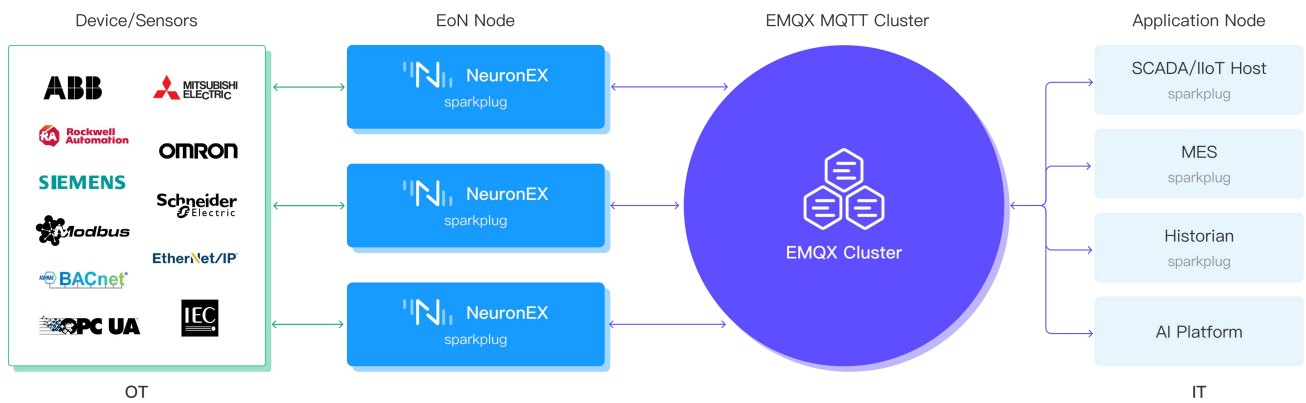 Device/Sensors
EoN Node
EMQX MQTT Cluster
Application Node
ABB
MITSUBISHI
ELECTRIC
Rockwell
Automation
RA
OMRON
SIEMENS
Schneider
Electric
Modbus
EtherNet/IP
ASHRAE BACnet
OPC UA
IEC
NeuronEX
sparkplug
NeuronEX
sparkplug
NeuronEX
sparkplug
EMQX Cluster
SCADA/IIoT Host
sparkplug
MES
sparkplug
Historian
sparkplug
AI Platform
OT
IT